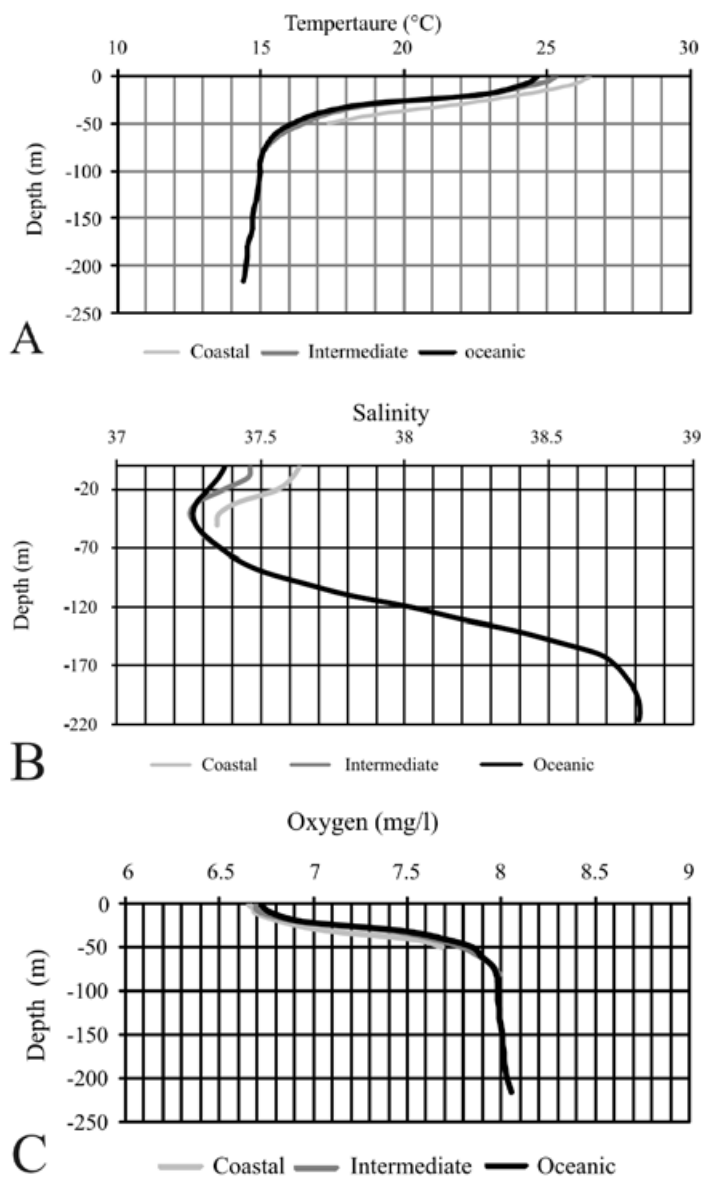 Tempertaure (°C)
10 15 20 25 30
0
-50
-100
-150
-200
-250
Depth (m)
A
Coastal Intermediate oceanic
Salinity
37 37.5 38 38.5 39
-20
-70
-120
-170
-220
Depth (m)
B
Coastal Intermediate Oceanic
Oxygen (mg/l)
6 6.5 7 7.5 8 8.5 9
0
-50
-100
-150
-200
-250
Depth (m)
C
Coastal Intermediate Oceanic